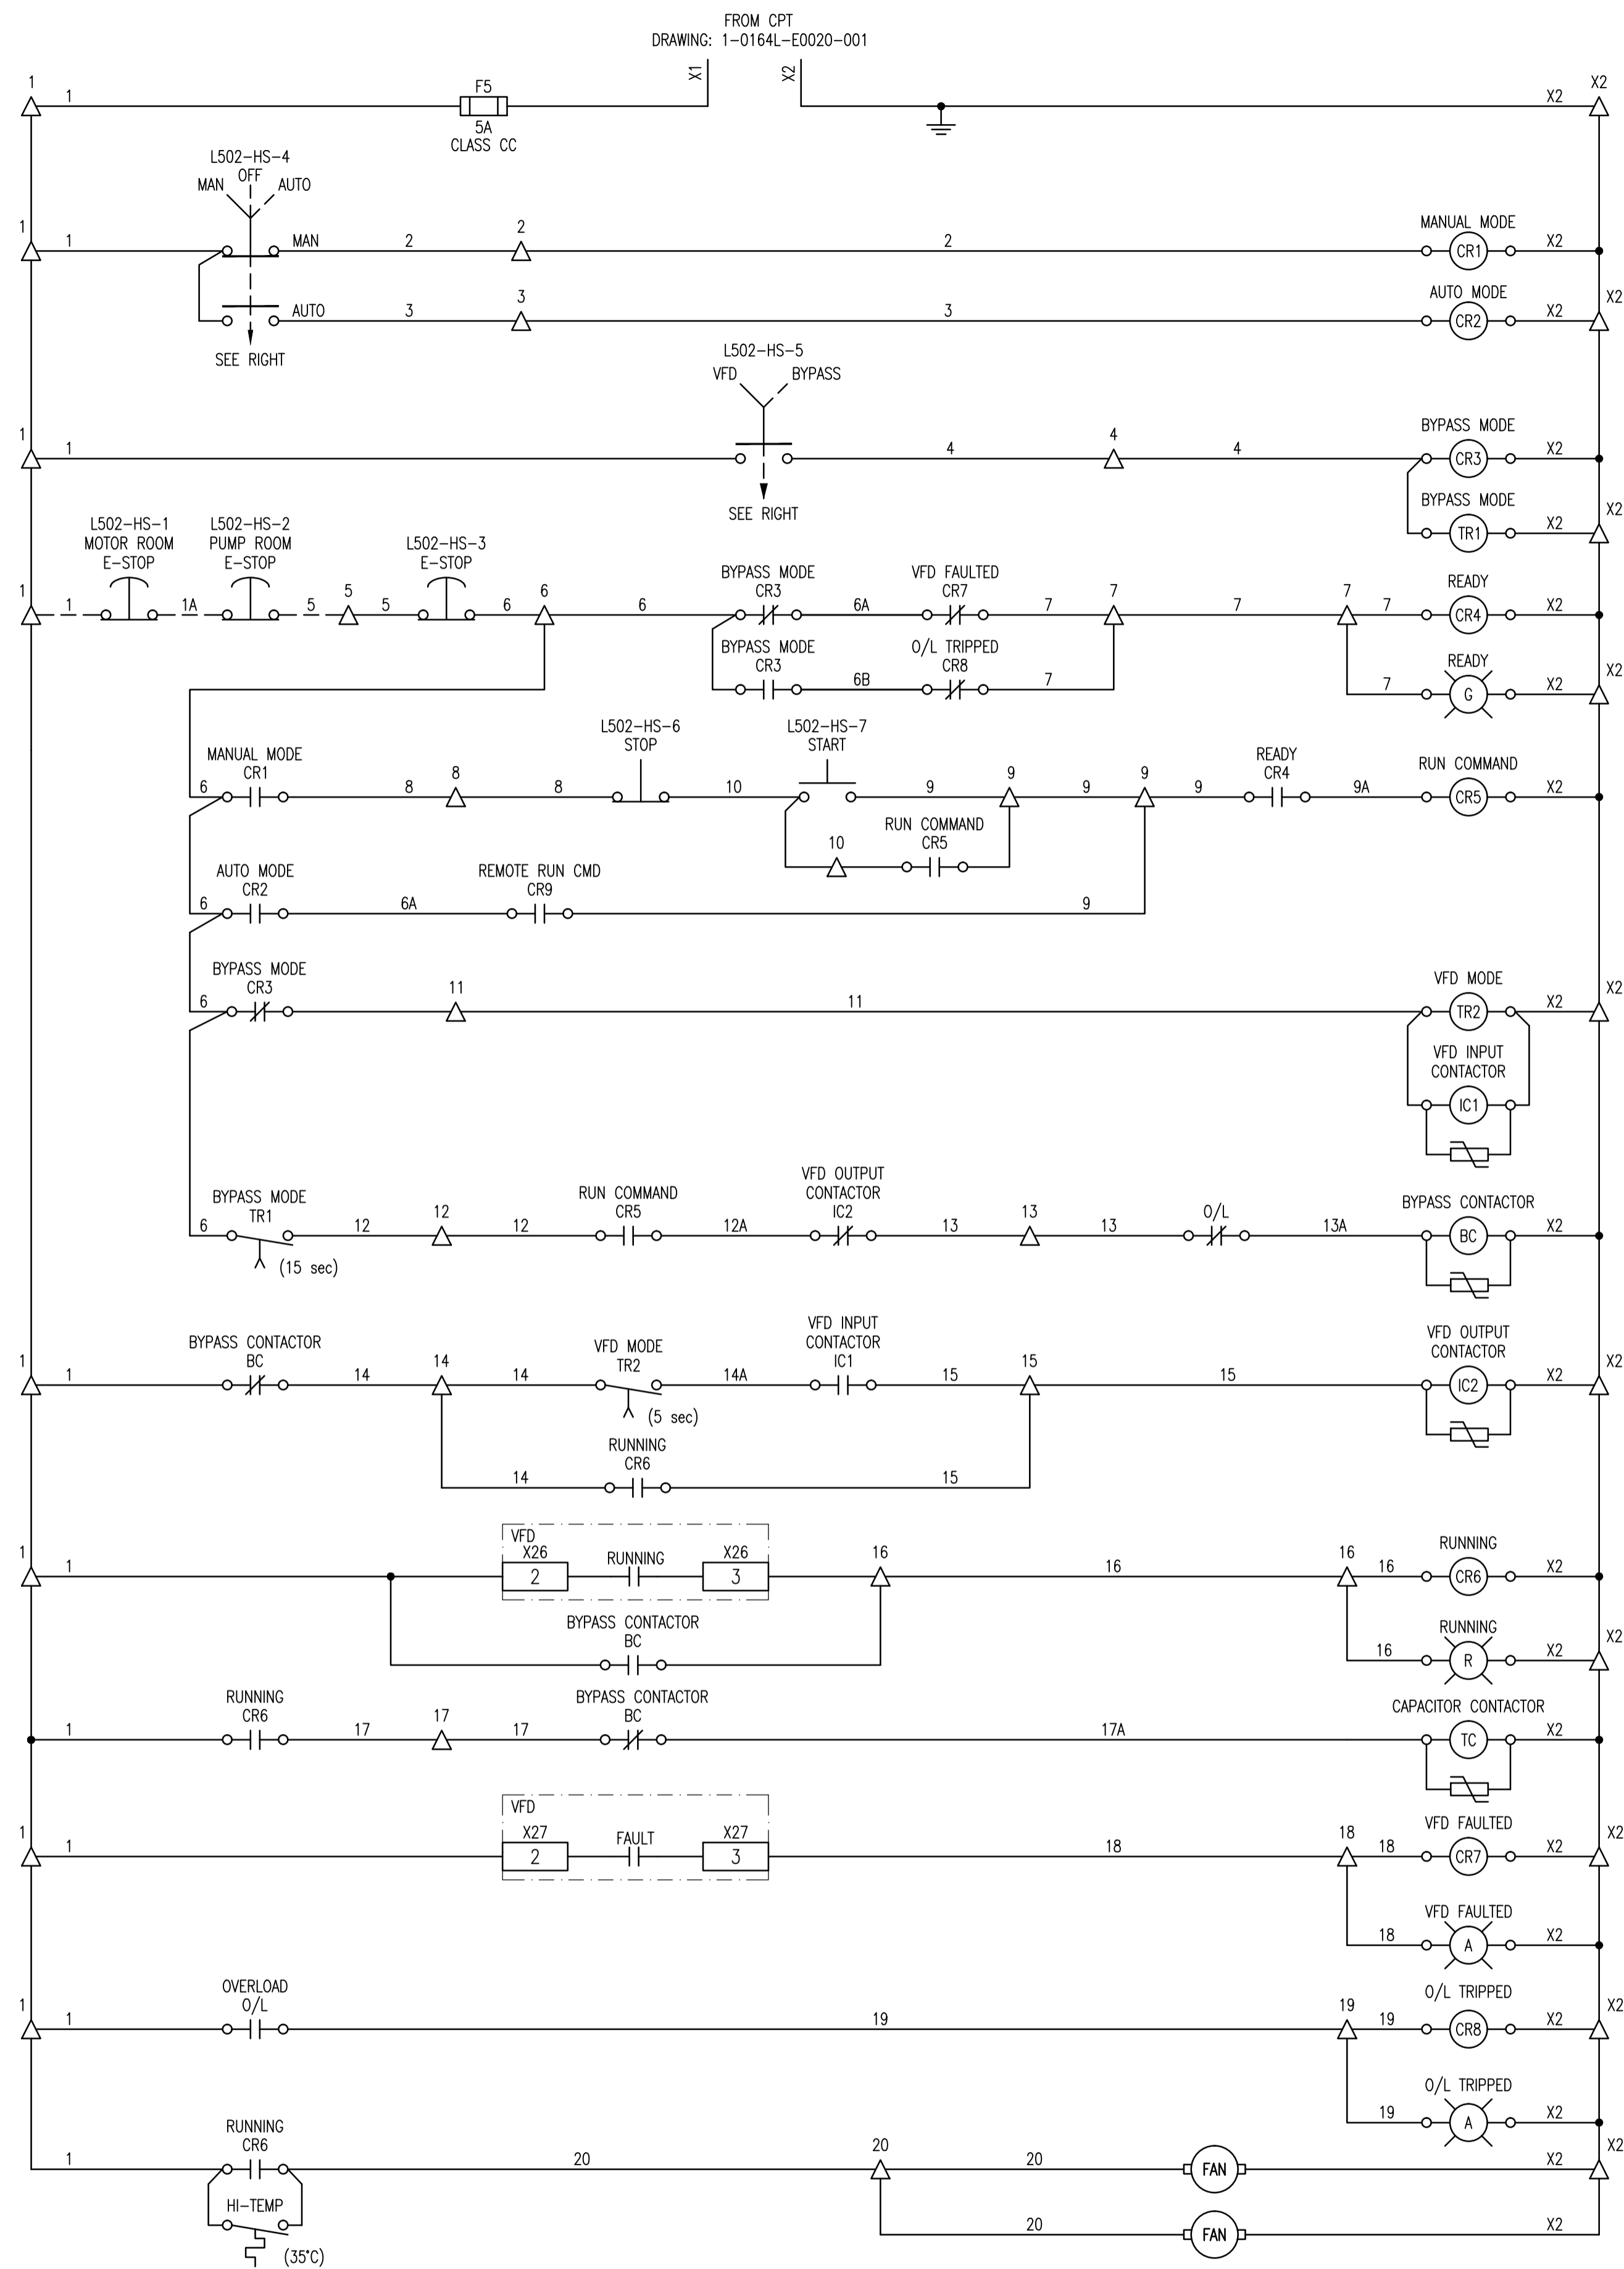 FROM CPT
DRAWING: 1-0164L-E0020-001
X1 X2
1 1 F5 X2 X2
5A
CLASS CC
L502-HS-4
OFF
MAN AUTO
1 1 MAN 2 2 2 MANUAL MODE CR1 X2
AUTO 3 3 3 AUTO MODE CR2 X2 X2
SEE RIGHT
L502-HS-5
VFD BYPASS
1 1 4 4 4 BYPASS MODE CR3 X2
SEE RIGHT
BYPASS MODE TR1 X2 X2
L502-HS-1 L502-HS-2 L502-HS-3
MOTOR ROOM PUMP ROOM E-STOP
E-STOP E-STOP
BYPASS MODE VFD FAULTED READY
CR3 CR7
1 1 1A 5 5 6 6 6 6A 7 7 7 7 7 CR4 X2
BYPASS MODE O/L TRIPPED
CR3 CR8
6B 7
READY
7 G X2 X2
L502-HS-6 L502-HS-7
STOP START
MANUAL MODE READY RUN COMMAND
CR1 CR4
6 8 8 8 10 9 9 9 9 9 9A CR5 X2
RUN COMMAND
10 CR5
AUTO MODE REMOTE RUN CMD
CR2 CR9
6 6A 9
BYPASS MODE VFD MODE
CR3
6 11 11 TR2 X2 X2
VFD INPUT
CONTACTOR
IC1
VFD OUTPUT
BYPASS MODE RUN COMMAND CONTACTOR BYPASS CONTACTOR
TR1 CR5 IC2 O/L
6 12 12 12 12A 13 13 13 13A BC X2
(15 sec)
VFD INPUT VFD OUTPUT
BYPASS CONTACTOR VFD MODE CONTACTOR CONTACTOR
BC TR2 IC1
1 1 14 14 14 14A 15 15 15 IC2 X2 X2
(5 sec)
RUNNING
CR6
14 15
VFD
X26 RUNNING X26 RUNNING
1 1 2 3 16 16 16 16 CR6 X2
BYPASS CONTACTOR
BC
RUNNING
16 R X2 X2
RUNNING BYPASS CONTACTOR CAPACITOR CONTACTOR
CR6 BC
1 17 17 17 17A TC X2
VFD
X27 FAULT X27 VFD FAULTED
1 1 2 3 18 18 18 CR7 X2 X2
VFD FAULTED
18 A X2
OVERLOAD O/L TRIPPED
O/L
1 1 19 19 19 CR8 X2 X2
O/L TRIPPED
19 A X2
RUNNING
CR6
1 20 20 20 FAN X2 X2
HI-TEMP
(35°C)
20 FAN X2